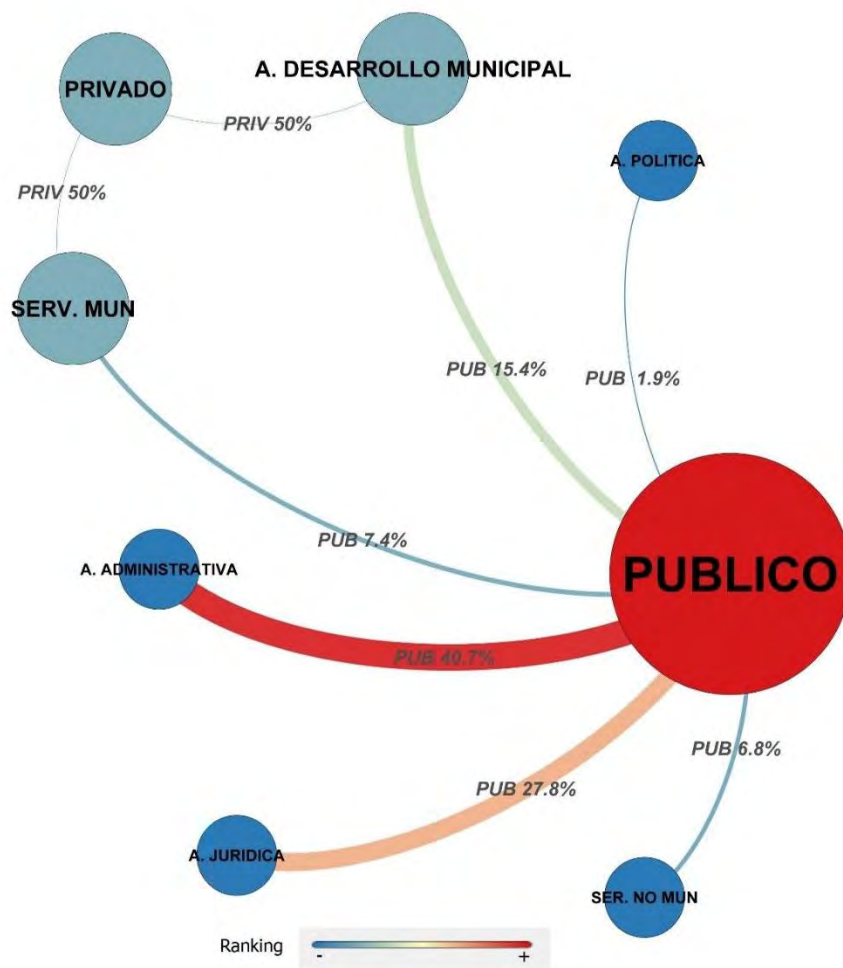 A. DESARROLLO MUNICIPAL
PRIVADO
PRIV 50%
A. POLITICA
PRIV 50%
SERV. MUN
PUB 15.4%
PUB 1.9%
PUB 7.4%
A. ADMINISTRATIVA
PUBLICO
PUB 40.7%
PUB 6.8%
PUB 27.8%
A. JURIDICA
SER. NO MUN
Ranking
- +